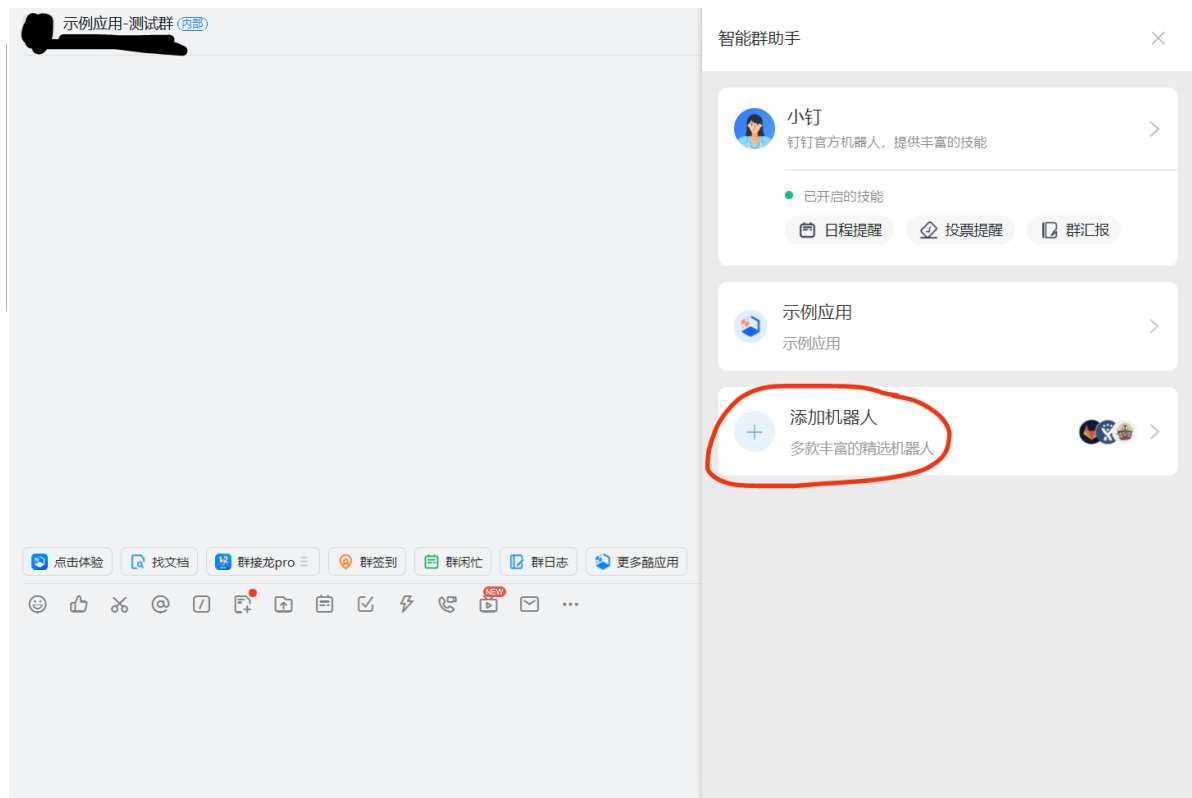 示例应用-测试群 内部
智能群助手
小钉
钉钉官方机器人，提供丰富的技能
已开启的技能
日程提醒 投票提醒 群汇报
示例应用
示例应用
添加机器人
多款丰富的精选机器人
点击体验 找文档 群接龙pro 群签到 群闲忙 群日志 更多酷应用
NEW